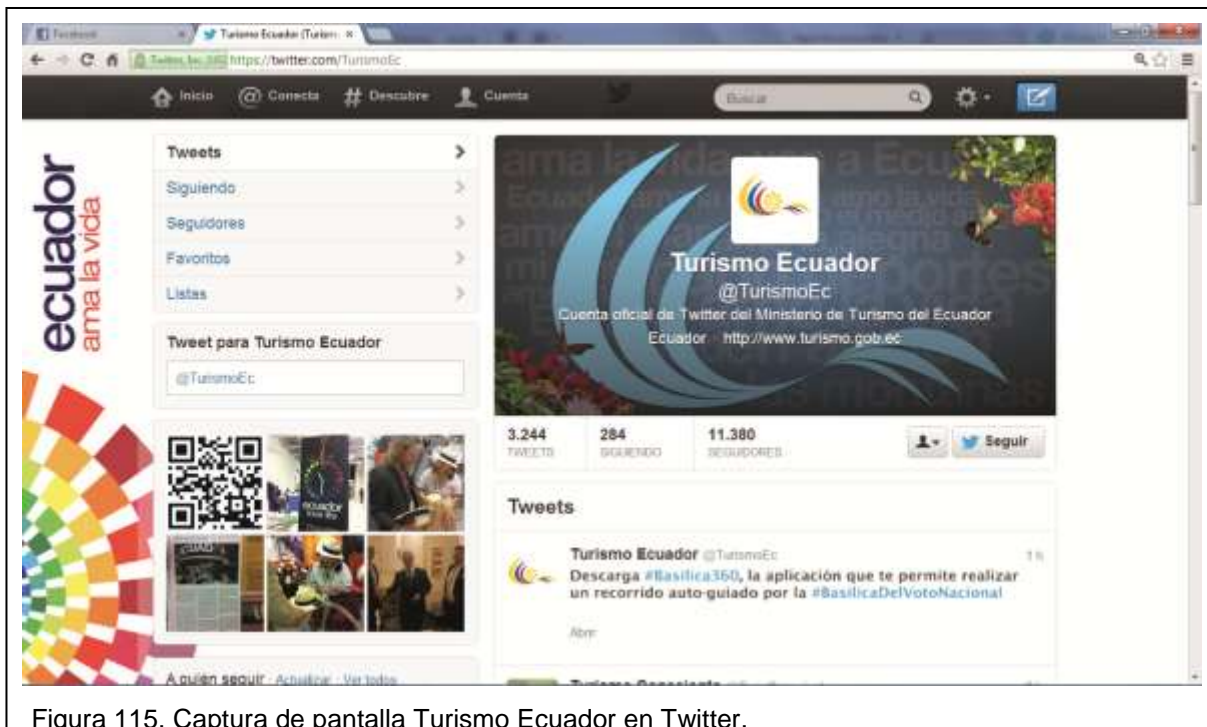 Facebook
Turismo Ecuador (Turism
https://twitter.com/TurismoEc
Inicio
Conecta
Descubre
Cuenta
Buscar
ecuador
ama la vida
Tweets
Siguiendo
Seguidores
Favoritos
Listas
Tweet para Turismo Ecuador
@TurismoEc
Turismo Ecuador
@TurismoEc
Cuenta oficial de Twitter del Ministerio de Turismo del Ecuador
Ecuador http://www.turismo.gob.ec
3.244 TWEETS
284 SIGUIENDO
11.380 SEGUIDORES
Seguir
Tweets
Turismo Ecuador @TurismoEc 1 h
Descarga #Basilica360, la aplicación que te permite realizar
un recorrido auto-guiado por la #BasilicaDelVotoNacional
Abrir
A quién seguir · Actualizar · Ver todos
Figura 115. Captura de pantalla Turismo Ecuador en Twitter.